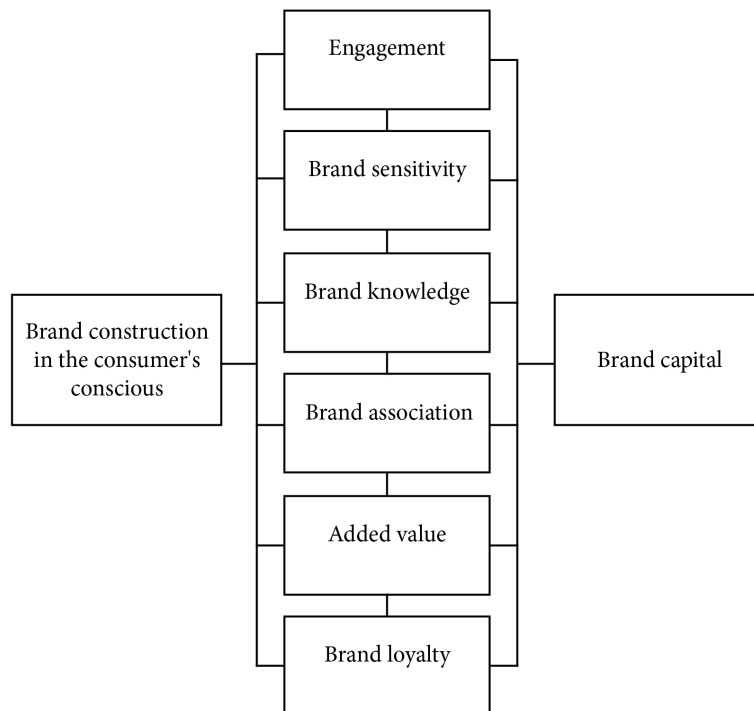 Engagement
Brand sensitivity
Brand knowledge
Brand construction
in the consumer's
conscious
Brand capital
Brand association
Added value
Brand loyalty